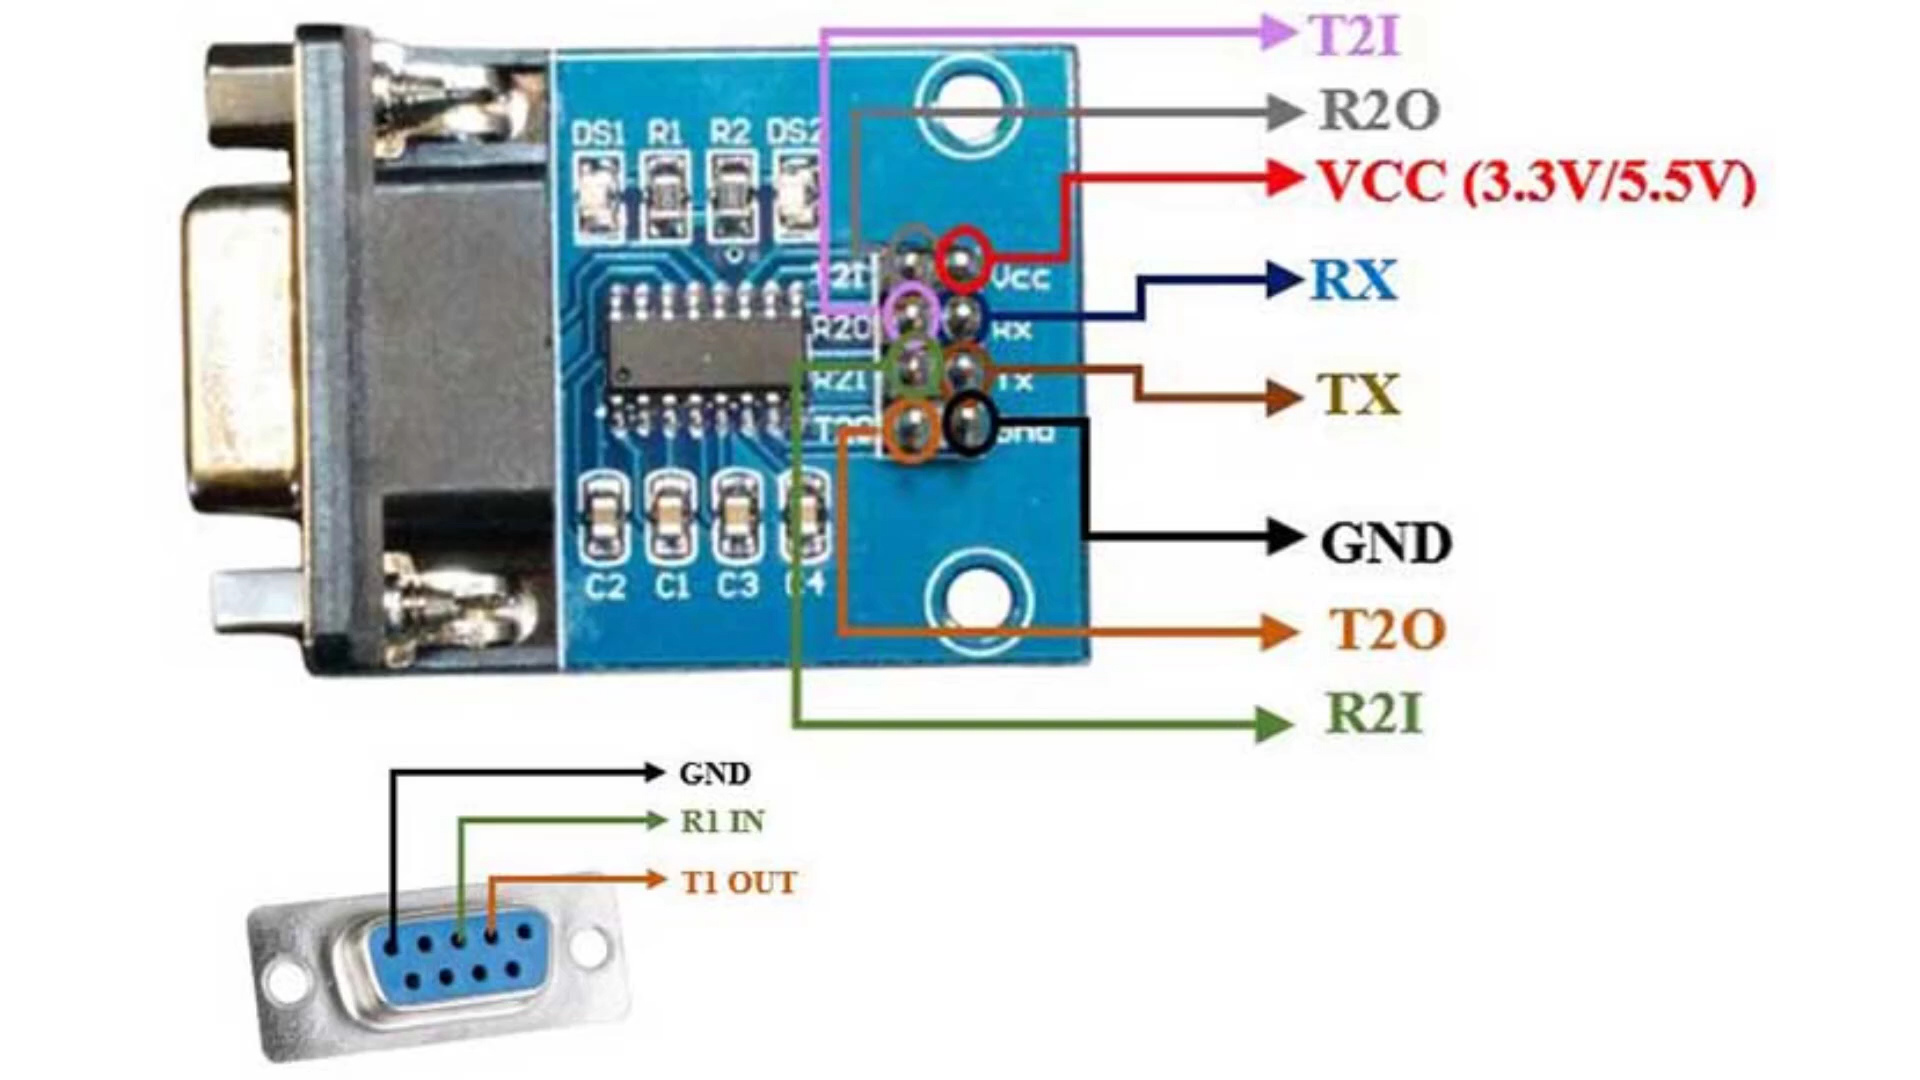 T2I
R2O
VCC (3.3V/5.5V)
RX
TX
GND
T2O
R2I
DS1 R1 R2 DS2
T2I Vcc
R2O Rx
R2I Tx
T2O Gnd
C2 C1 C3 C4
GND
R1 IN
T1 OUT